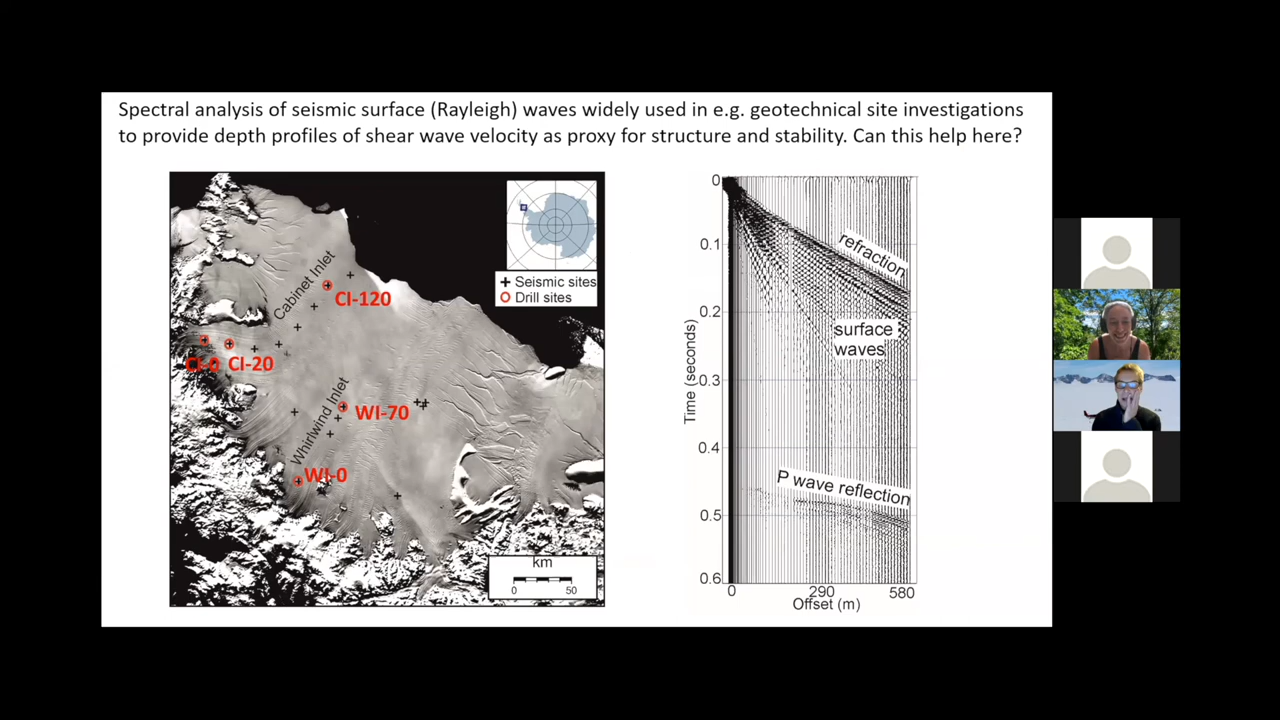 Spectral analysis of seismic surface (Rayleigh) waves widely used in e.g. geotechnical site investigations
to provide depth profiles of shear wave velocity as proxy for structure and stability. Can this help here?
Seismic sites
Drill sites
Cabinet Inlet
CI-120
CI-0
CI-20
Whirlwind Inlet
WI-70
WI-0
km
0
50
0
0.1
0.2
0.3
0.4
0.5
0.6
Time (seconds)
refraction
surface
waves
P wave reflection
0
290
580
Offset (m)